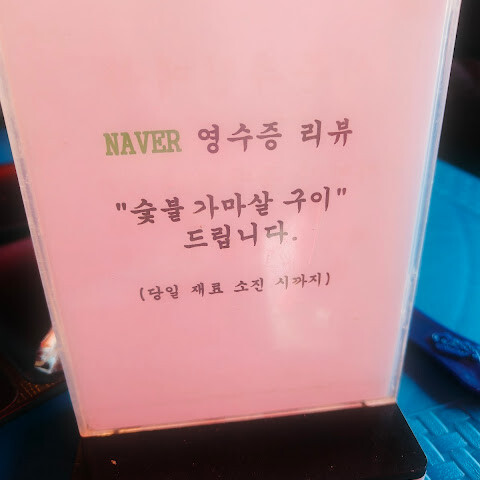 NAVER 영수증 리뷰
"숯불 가마살 구이"
드립니다.
(당일 재료 소진 시까지)